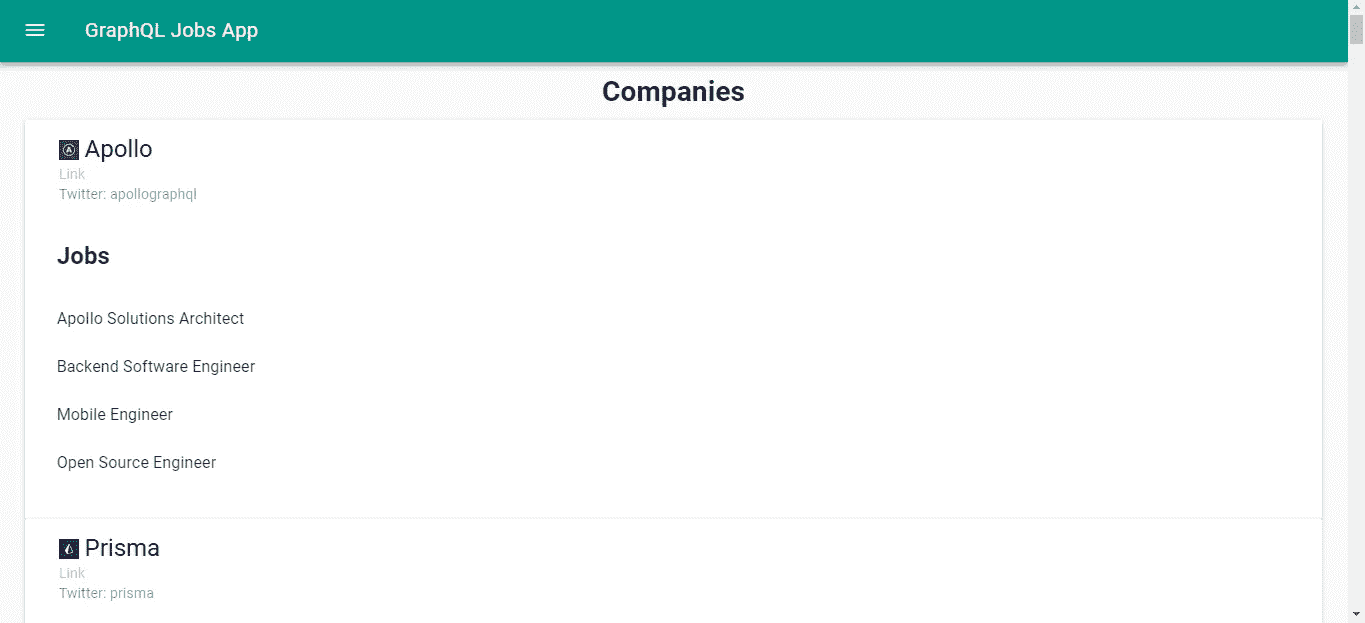 GraphQL Jobs App
Companies
Apollo
Link
Twitter: apollographql
Jobs
Apollo Solutions Architect
Backend Software Engineer
Mobile Engineer
Open Source Engineer
Prisma
Link
Twitter: prisma